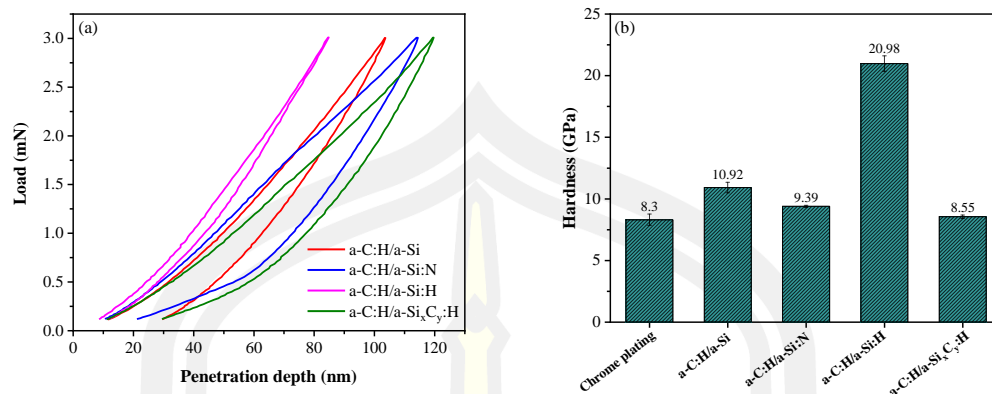 (a)
3.0
2.5
2.0
1.5
1.0
0.5
0.0
Load (mN)
a-C:H/a-Si
a-C:H/a-Si:N
a-C:H/a-Si:H
a-C:H/a-SixCy:H
0 20 40 60 80 100 120
Penetration depth (nm)
(b)
25
20
15
10
5
0
Hardness (GPa)
8.3
10.92
9.39
20.98
8.55
Chrome plating
a-C:H/a-Si
a-C:H/a-Si:N
a-C:H/a-Si:H
a-C:H/a-SixCy:H